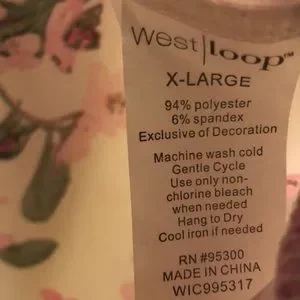 West|loop™
X-LARGE
94% polyester
6% spandex
Exclusive of Decoration
Machine wash cold
Gentle Cycle
Use only non-
chlorine bleach
when needed
Hang to Dry
Cool iron if needed
RN #95300
MADE IN CHINA
WIC995317